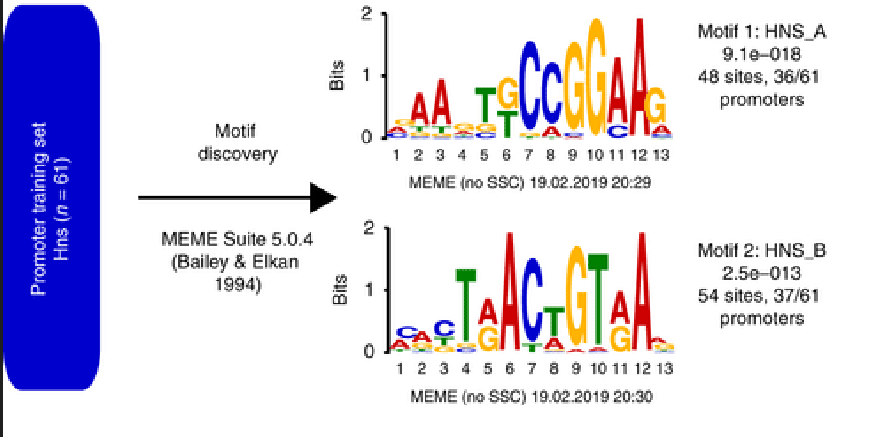 Promoter training set
Hns (n = 61)
Motif
discovery
MEME Suite 5.0.4
(Bailey & Elkan
1994)
2
Bits
1
0
1 2 3 4 5 6 7 8 9 10 11 12 13
MEME (no SSC) 19.02.2019 20:29
Motif 1: HNS_A
9.1e–018
48 sites, 36/61
promoters
2
Bits
1
0
1 2 3 4 5 6 7 8 9 10 11 12 13
MEME (no SSC) 19.02.2019 20:30
Motif 2: HNS_B
2.5e–013
54 sites, 37/61
promoters